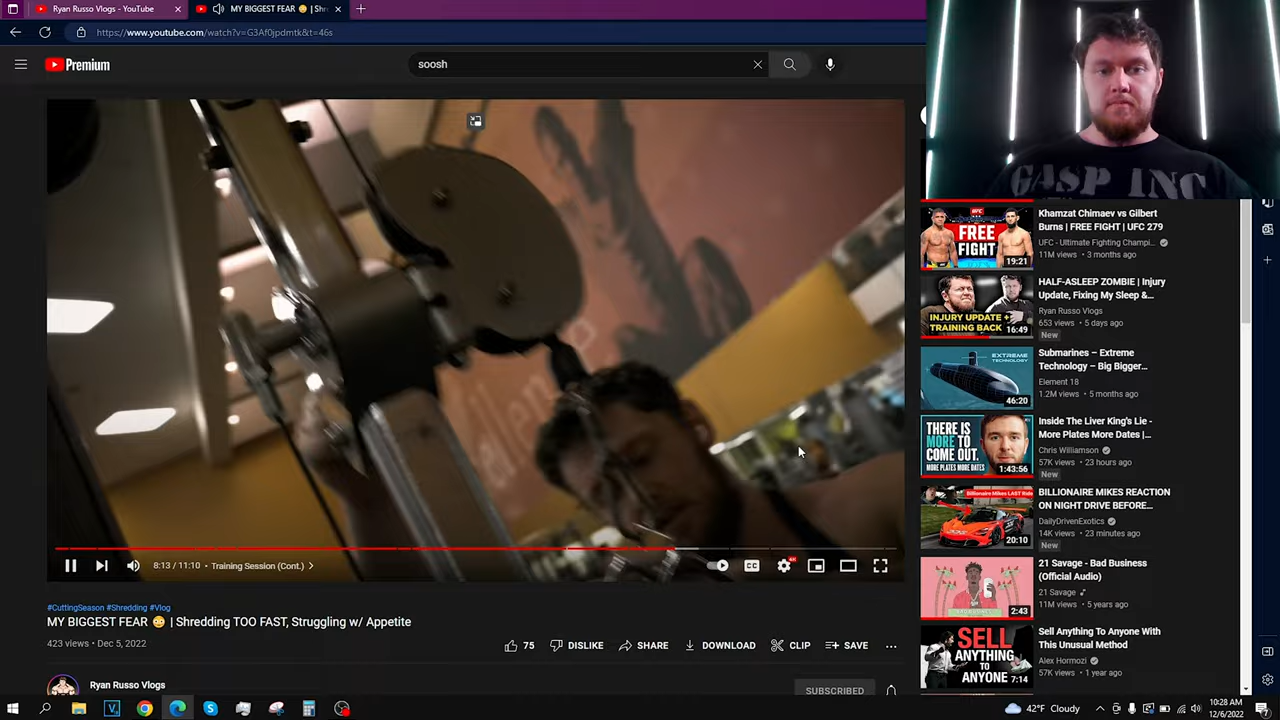 Ryan Russo Vlogs - YouTube
MY BIGGEST FEAR 😳 | Shr
https://www.youtube.com/watch?v=G3Af0jpdmtk&t=46s
Premium
soosh
GASP INC
8:13 / 11:10 • Training Session (Cont.) >
CC
4K
#CuttingSeason #Shredding #Vlog
MY BIGGEST FEAR 😳 | Shredding TOO FAST, Struggling w/ Appetite
423 views • Dec 5, 2022
75
DISLIKE
SHARE
DOWNLOAD
CLIP
SAVE
Ryan Russo Vlogs
SUBSCRIBED
UFC
FREE
FIGHT
19:21
Khamzat Chimaev vs Gilbert
Burns | FREE FIGHT | UFC 279
UFC - Ultimate Fighting Champi...
11M views • 3 months ago
INJURY UPDATE +
TRAINING BACK
16:49
HALF-ASLEEP ZOMBIE | Injury
Update, Fixing My Sleep &...
Ryan Russo Vlogs
653 views • 5 days ago
New
EXTREME
TECHNOLOGY
46:20
Submarines – Extreme
Technology – Big Bigger...
Element 18
1.2M views • 5 months ago
THERE IS
MORE TO
COME OUT.
MORE PLATES MORE DATES
1:43:56
Inside The Liver King's Lie -
More Plates More Dates |...
Chris Williamson
57K views • 23 hours ago
New
Billionaire Mikes LAST Ride
20:10
BILLIONAIRE MIKES REACTION
ON NIGHT DRIVE BEFORE...
DailyDrivenExotics
14K views • 23 minutes ago
New
2:43
21 Savage - Bad Business
(Official Audio)
21 Savage
11M views • 5 years ago
SELL
ANYTHING
TO
ANYONE
7:14
Sell Anything To Anyone With
This Unusual Method
Alex Hormozi
57K views • 1 year ago
42°F Cloudy
10:28 AM
12/6/2022